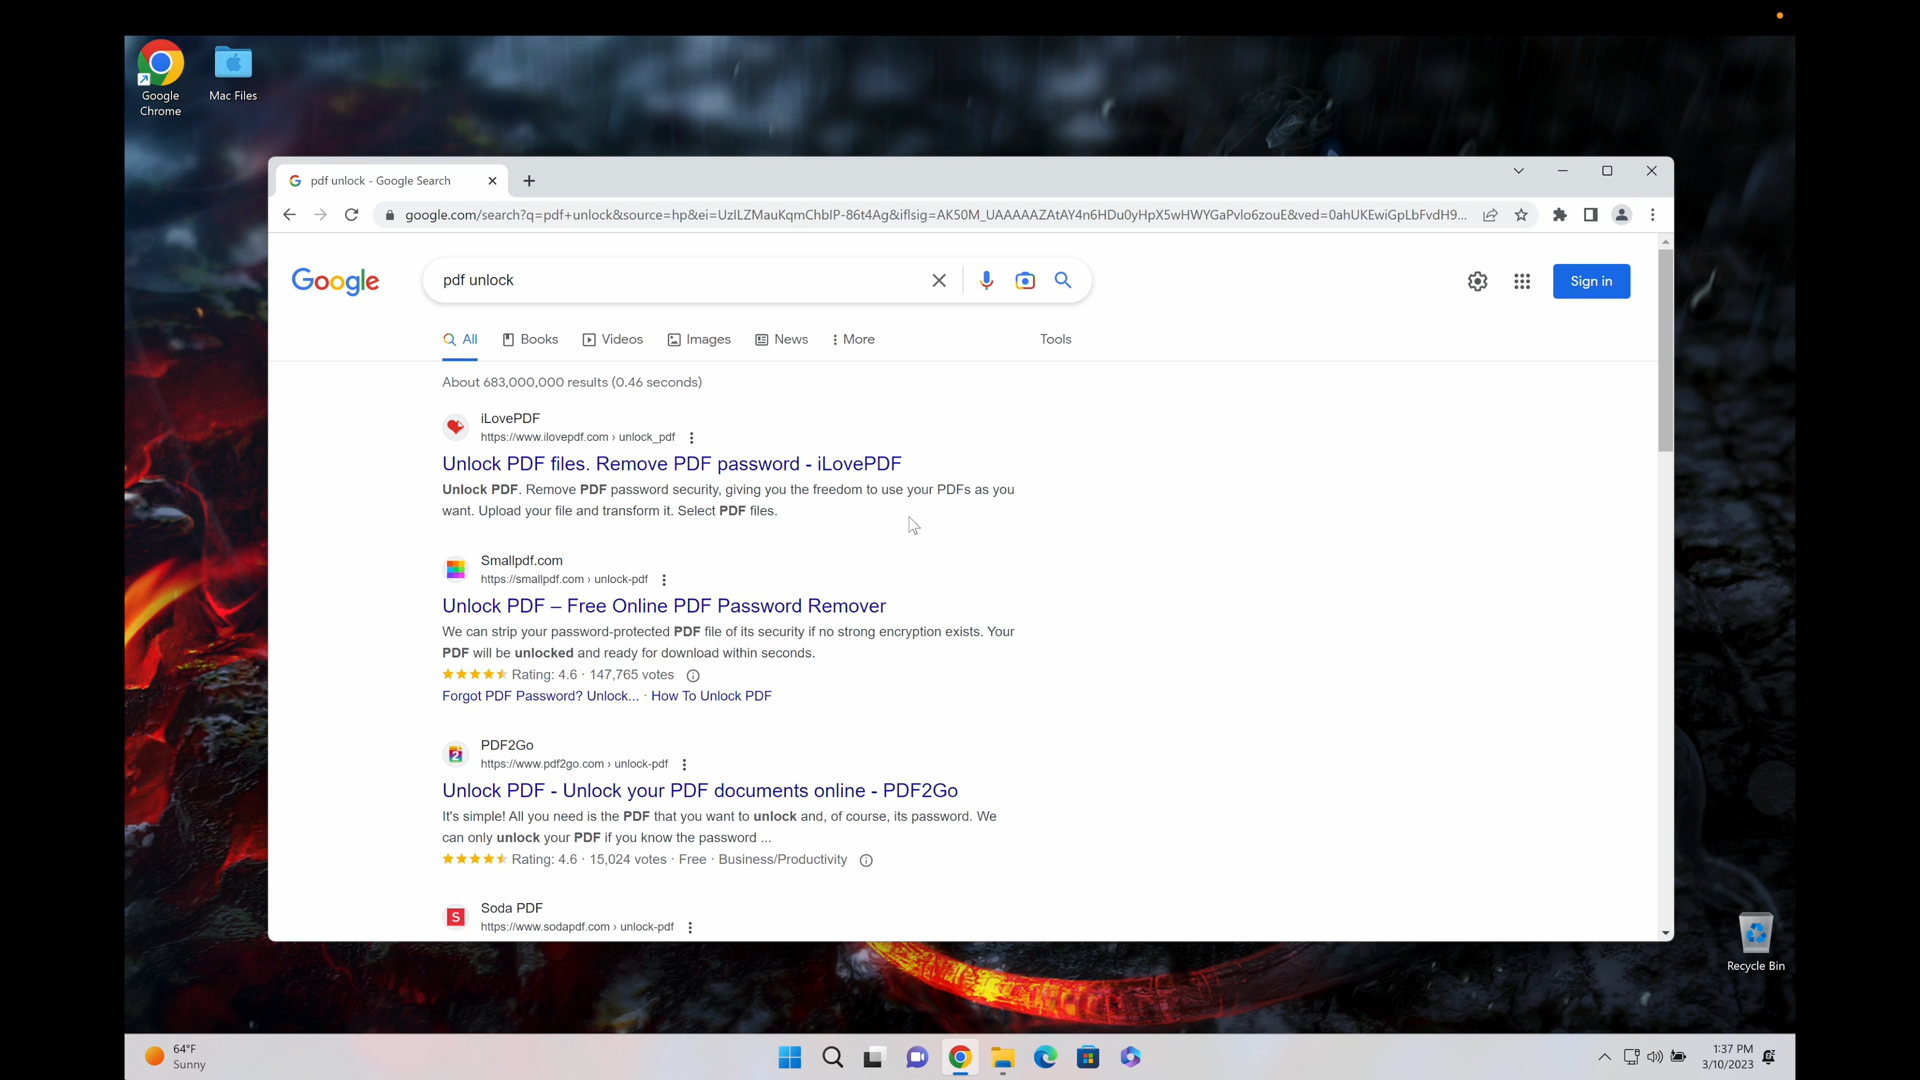 Google
Chrome
Mac Files
pdf unlock - Google Search
google.com/search?q=pdf+unlock&source=hp&ei=UzILZMauKqmChbIP-86t4Ag&iflsig=AK50M_UAAAAAZAtAY4n6HDu0yHpX5wHWYGaPvlo6zouE&ved=0ahUKEwiGpLbFvdH9...
Google
pdf unlock
Sign in
All Books Videos Images News More Tools
About 683,000,000 results (0.46 seconds)
iLovePDF
https://www.ilovepdf.com › unlock_pdf
Unlock PDF files. Remove PDF password - iLovePDF
Unlock PDF. Remove PDF password security, giving you the freedom to use your PDFs as you
want. Upload your file and transform it. Select PDF files.
Smallpdf.com
https://smallpdf.com › unlock-pdf
Unlock PDF – Free Online PDF Password Remover
We can strip your password-protected PDF file of its security if no strong encryption exists. Your
PDF will be unlocked and ready for download within seconds.
Rating: 4.6 · 147,765 votes
Forgot PDF Password? Unlock... · How To Unlock PDF
PDF2Go
https://www.pdf2go.com › unlock-pdf
Unlock PDF - Unlock your PDF documents online - PDF2Go
It's simple! All you need is the PDF that you want to unlock and, of course, its password. We
can only unlock your PDF if you know the password ...
Rating: 4.6 · 15,024 votes · Free · Business/Productivity
Soda PDF
https://www.sodapdf.com › unlock-pdf
Recycle Bin
64°F
Sunny
1:37 PM
3/10/2023